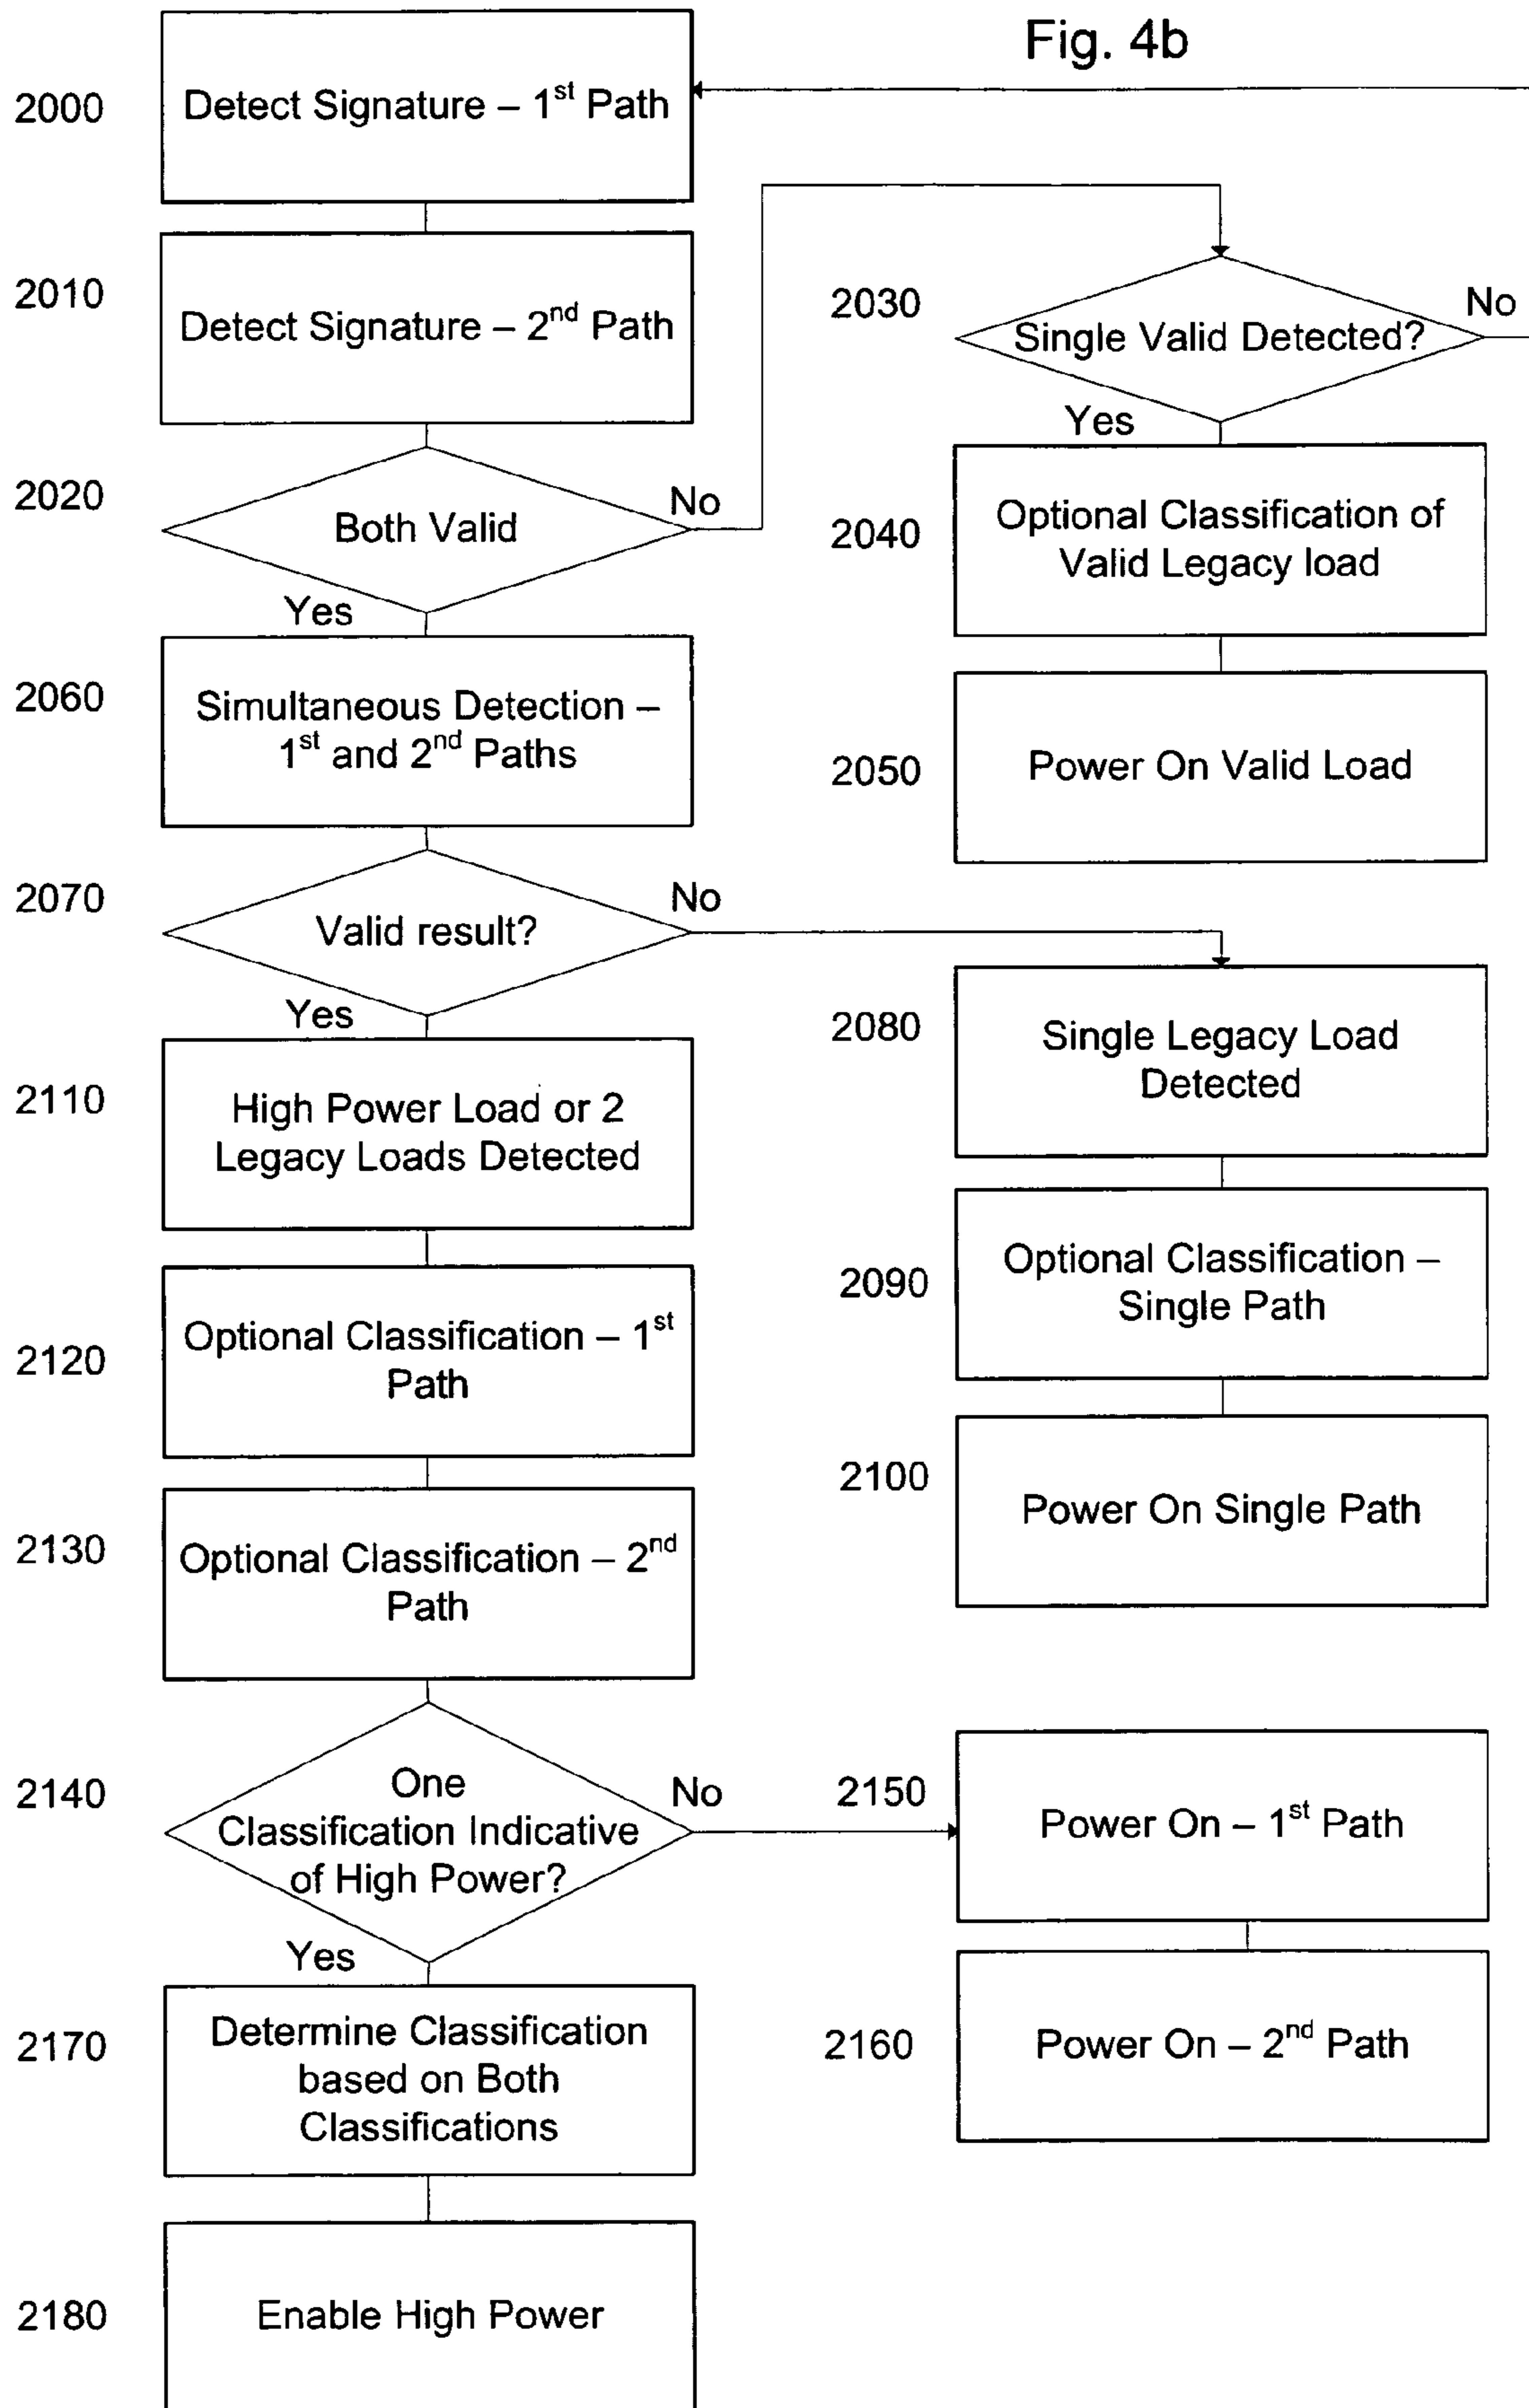 Fig. 4b
2000
Detect Signature – 1st Path
2010
Detect Signature – 2nd Path
2020
Both Valid
No
Yes
2030
Single Valid Detected?
No
Yes
2040
Optional Classification of
Valid Legacy load
2050
Power On Valid Load
2060
Simultaneous Detection –
1st and 2nd Paths
2070
Valid result?
No
Yes
2080
Single Legacy Load
Detected
2090
Optional Classification –
Single Path
2100
Power On Single Path
2110
High Power Load or 2
Legacy Loads Detected
2120
Optional Classification – 1st
Path
2130
Optional Classification – 2nd
Path
2140
One
Classification Indicative
of High Power?
No
Yes
2150
Power On – 1st Path
2160
Power On – 2nd Path
2170
Determine Classification
based on Both
Classifications
2180
Enable High Power